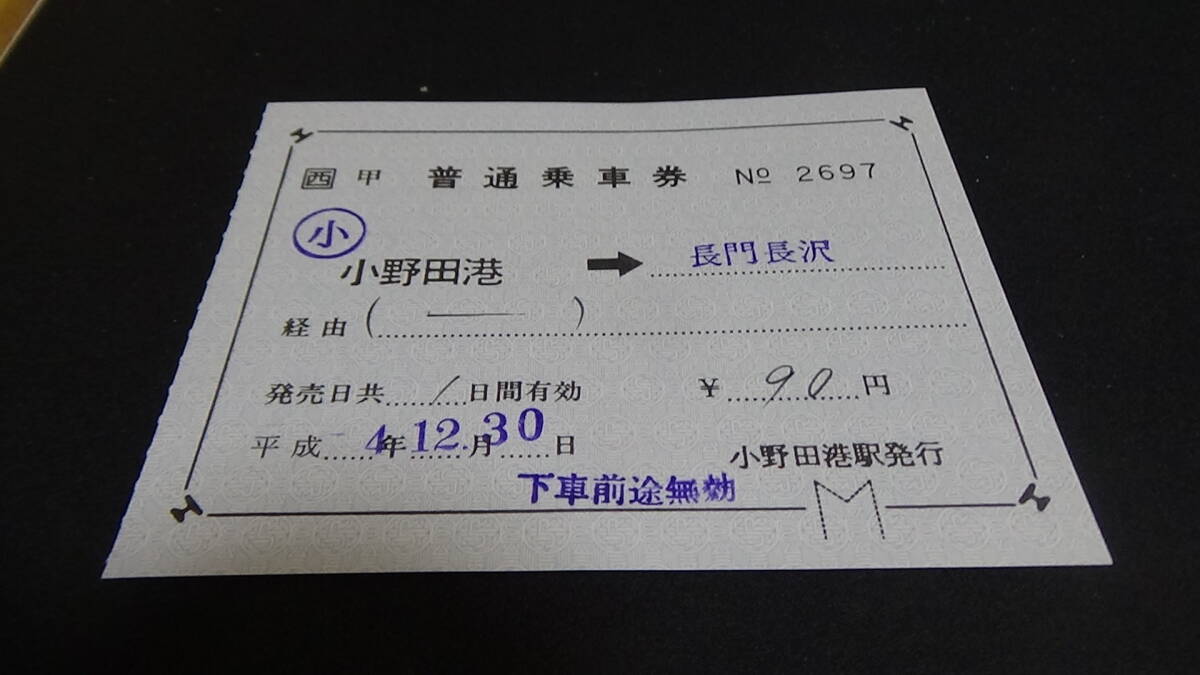 西 甲 普通乗車券 No 2697
小
小野田港 ➡ 長門長沢
経由 ( ― )
発売日共 1 日間有効 ¥ 90 円
平成 - 4年 12.月 30 日
小野田港駅発行
下車前途無効